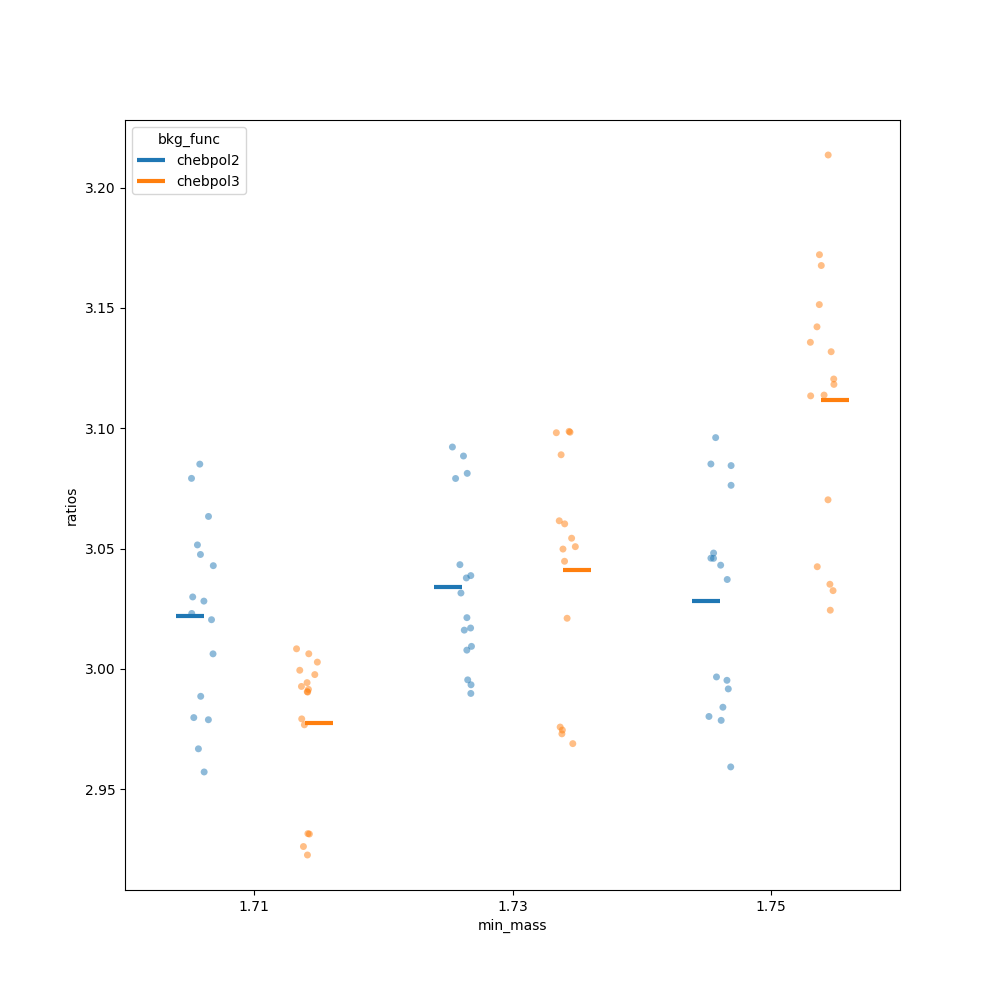 bkg_func
chebpol2
chebpol3
3.20
3.15
3.10
3.05
3.00
2.95
ratios
1.71
1.73
1.75
min_mass